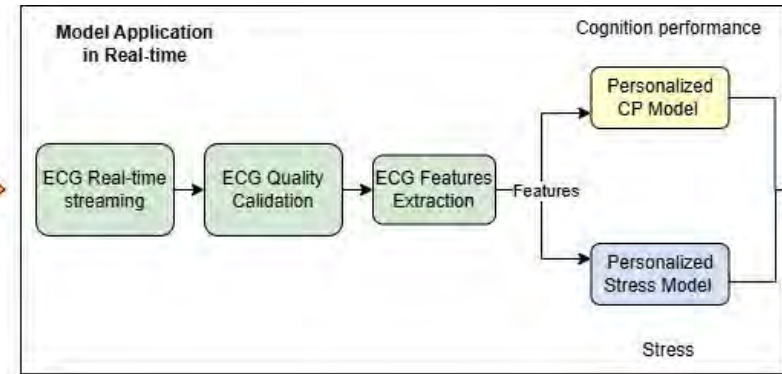 Model Application
in Real-time
Cognition performance
Personalized
CP Model
ECG Real-time
streaming
ECG Quality
Calidation
ECG Features
Extraction
Features
Personalized
Stress Model
Stress